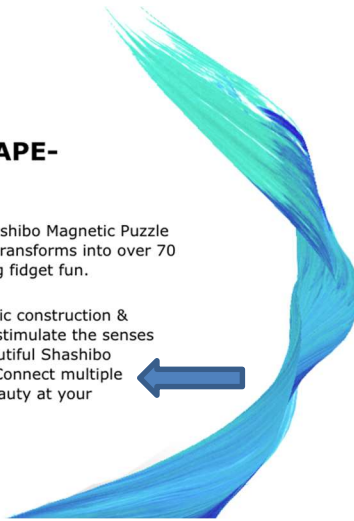 APE-
shibo Magnetic Puzzle
ransforms into over 70
g fidget fun.
ic construction &
stimulate the senses
utiful Shashibo
Connect multiple
auty at your